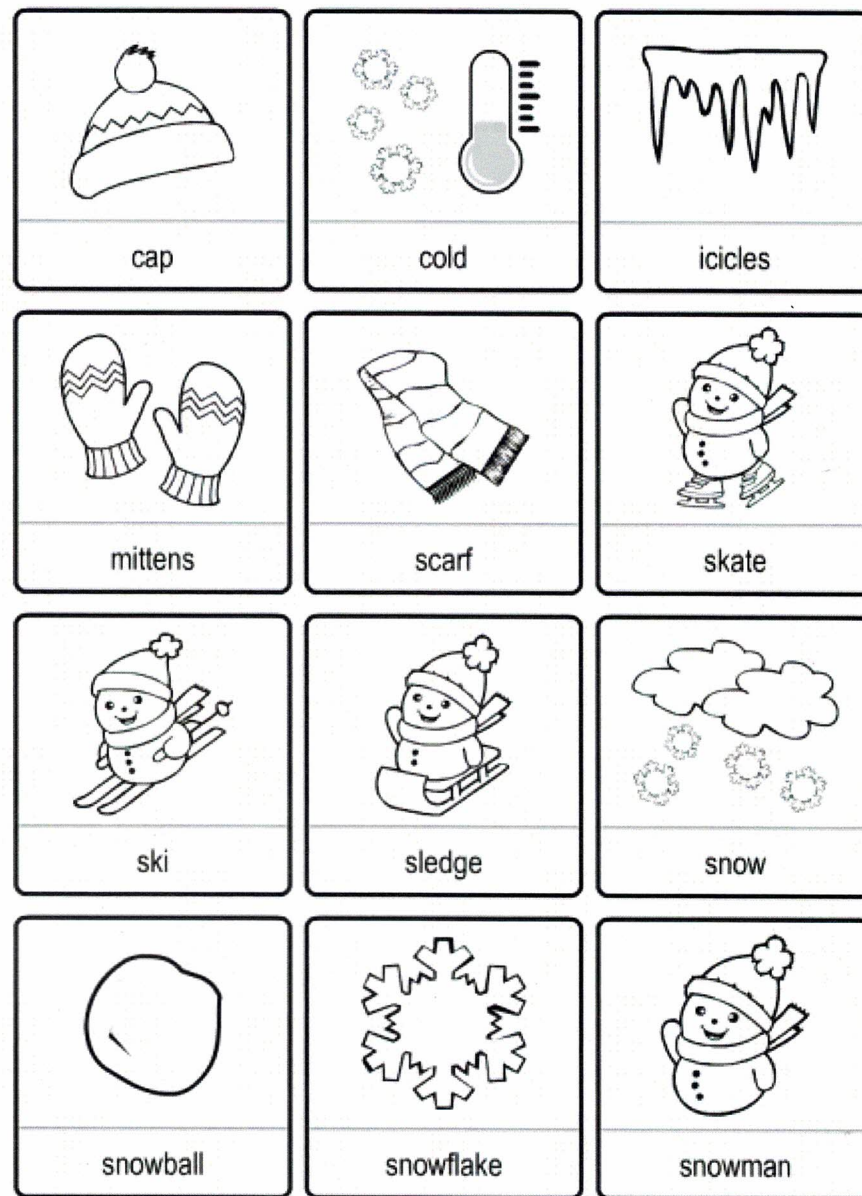 cap
cold
icicles
mittens
scarf
skate
ski
sledge
snow
snowball
snowflake
snowman